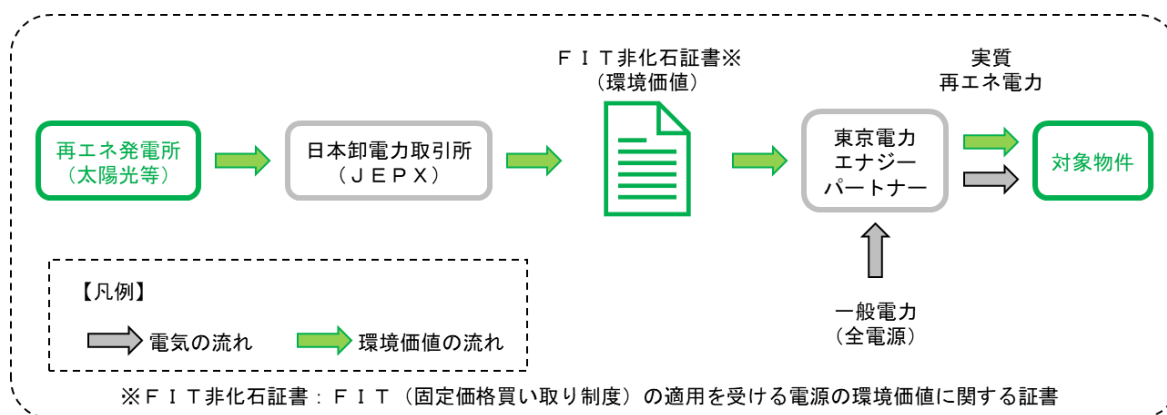 ＦＩＴ非化石証書※
（環境価値）
実質
再エネ電力
再エネ発電所
（太陽光等）
日本卸電力取引所
（ＪＥＰＸ）
東京電力
エナジー
パートナー
対象物件
【凡例】
電気の流れ
環境価値の流れ
一般電力
（全電源）
※ＦＩＴ非化石証書：ＦＩＴ（固定価格買い取り制度）の適用を受ける電源の環境価値に関する証書